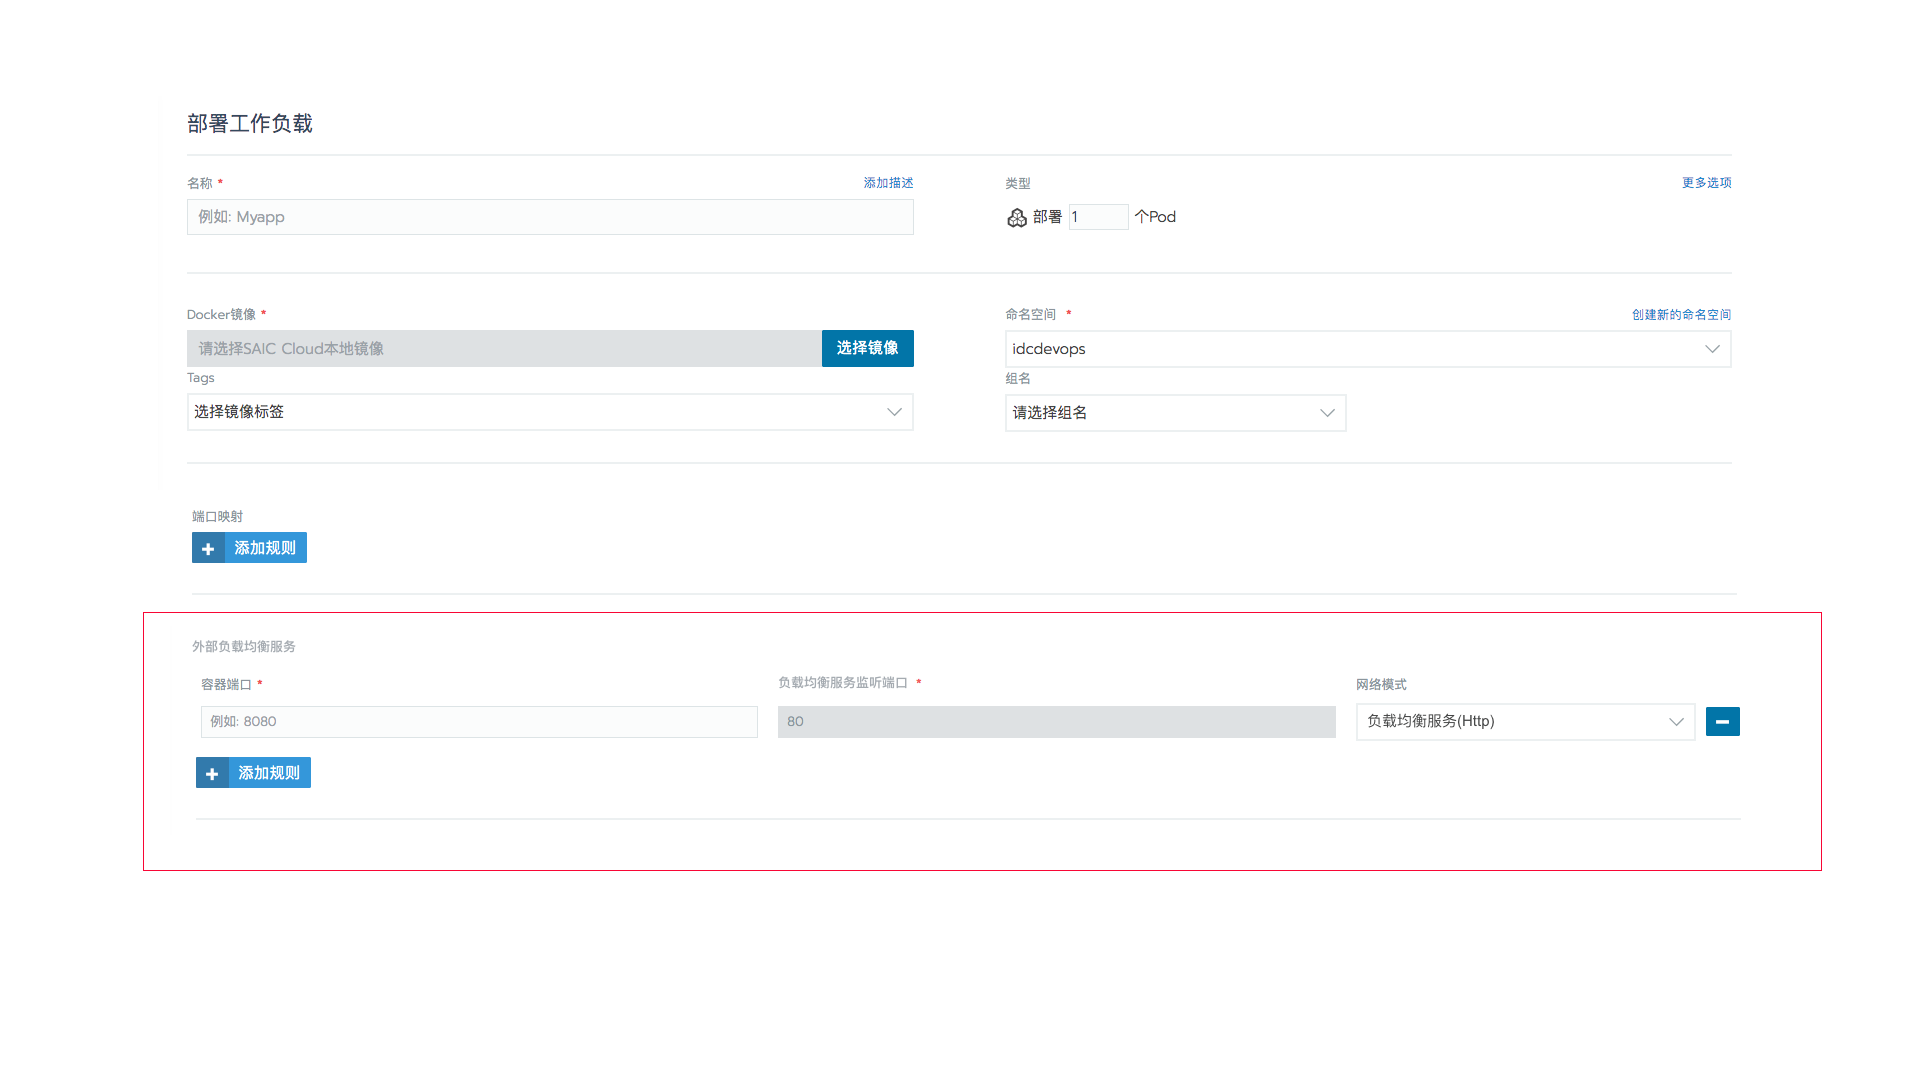 部署工作负载
名称 * 添加描述 类型 更多选项
例如: Myapp 部署 1 个Pod
Docker镜像 * 命名空间 * 创建新的命名空间
请选择SAIC Cloud本地镜像 选择镜像 idcdevops
Tags 组名
选择镜像标签 请选择组名
端口映射
+ 添加规则
外部负载均衡服务
容器端口 * 负载均衡服务监听端口 * 网络模式
例如: 8080 80 负载均衡服务(Http)
+ 添加规则